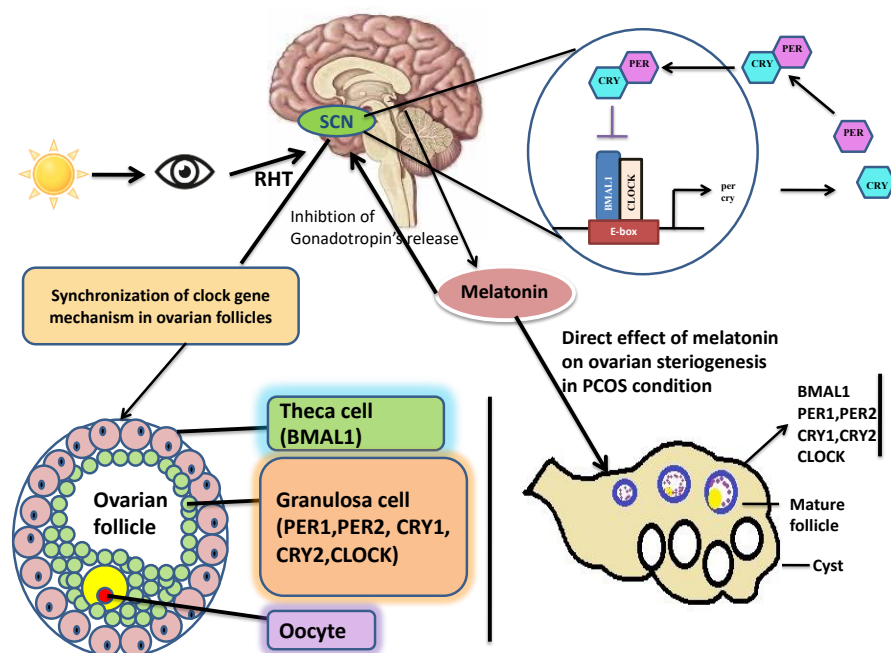 SCN
RHT
Inhibtion of
Gonadotropin's release
CRY
PER
CRY
PER
PER
CRY
BMAL1
CLOCK
E-box
per
cry
Synchronization of clock gene
mechanism in ovarian follicles
Melatonin
Direct effect of melatonin
on ovarian steriogenesis
in PCOS condition
Theca cell
(BMAL1)
Ovarian
follicle
Granulosa cell
(PER1,PER2, CRY1,
CRY2,CLOCK)
Oocyte
BMAL1
PER1,PER2
CRY1,CRY2
CLOCK
Mature
follicle
Cyst